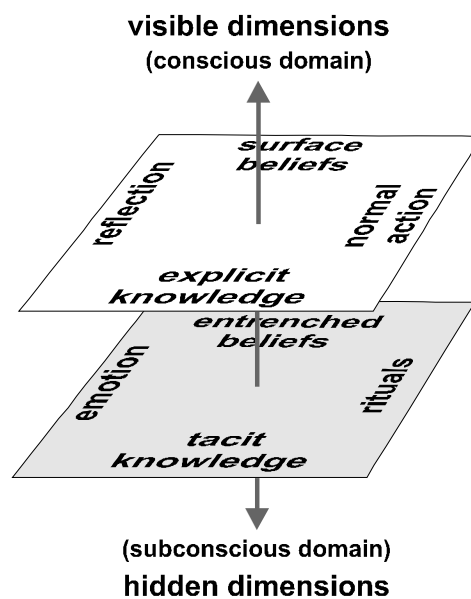 visible dimensions
(conscious domain)
surface
beliefs
reflection
normal
action
explicit
knowledge
entrenched
beliefs
emotion
rituals
tacit
knowledge
(subconscious domain)
hidden dimensions